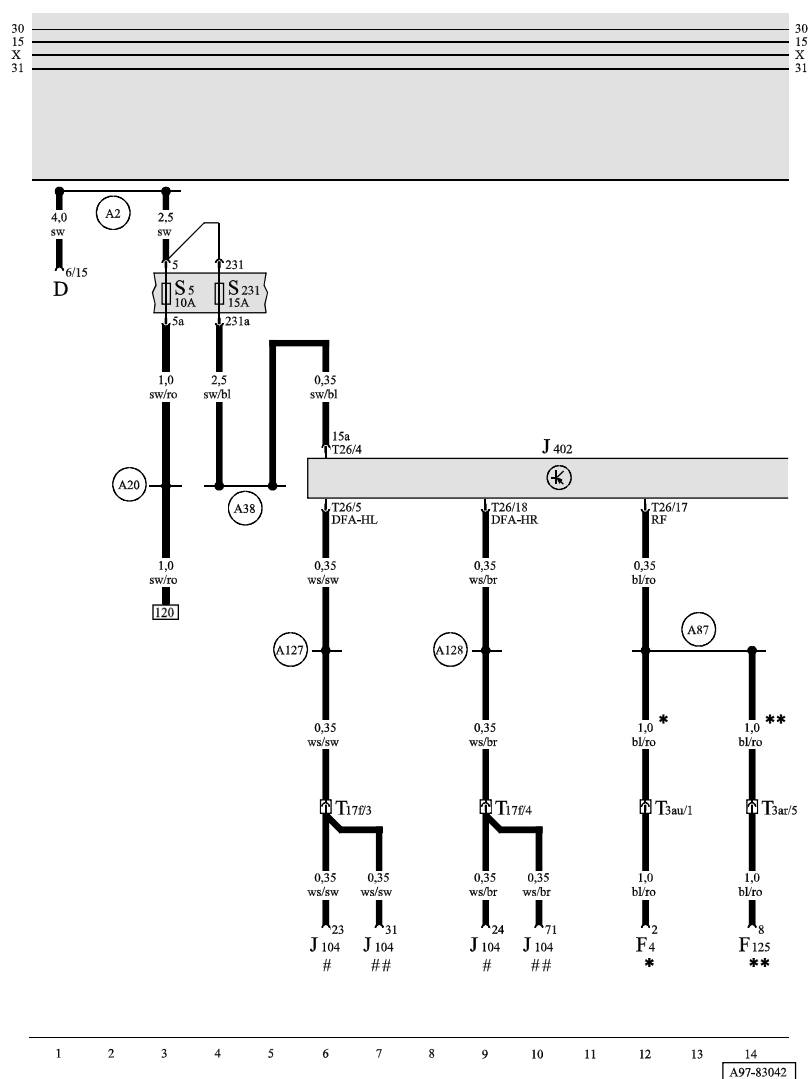 30 30
15 15
X X
31 31
A2
4,0 2,5
sw sw
6/15 5 231
D
S5 S231
10A 15A
5a 231a
1,0 2,5 0,35
sw/ro sw/bl sw/bl
15a
T26/4
J402
A20
A38
T26/5 T26/18 T26/17
DFA-HL DFA-HR RF
1,0 0,35 0,35 0,35
sw/ro ws/sw ws/br bl/ro
120
A87
A127 A128
* **
0,35 0,35 1,0 1,0
ws/sw ws/br bl/ro bl/ro
T17f/3 T17f/4 T3au/1 T3ar/5
0,35 0,35 0,35 0,35 1,0 1,0
ws/sw ws/sw ws/br ws/br bl/ro bl/ro
23 31 24 71 2 8
J104 J104 J104 J104 F4 F125
# ## # ## * **
1 2 3 4 5 6 7 8 9 10 11 12 13 14
A97-83042